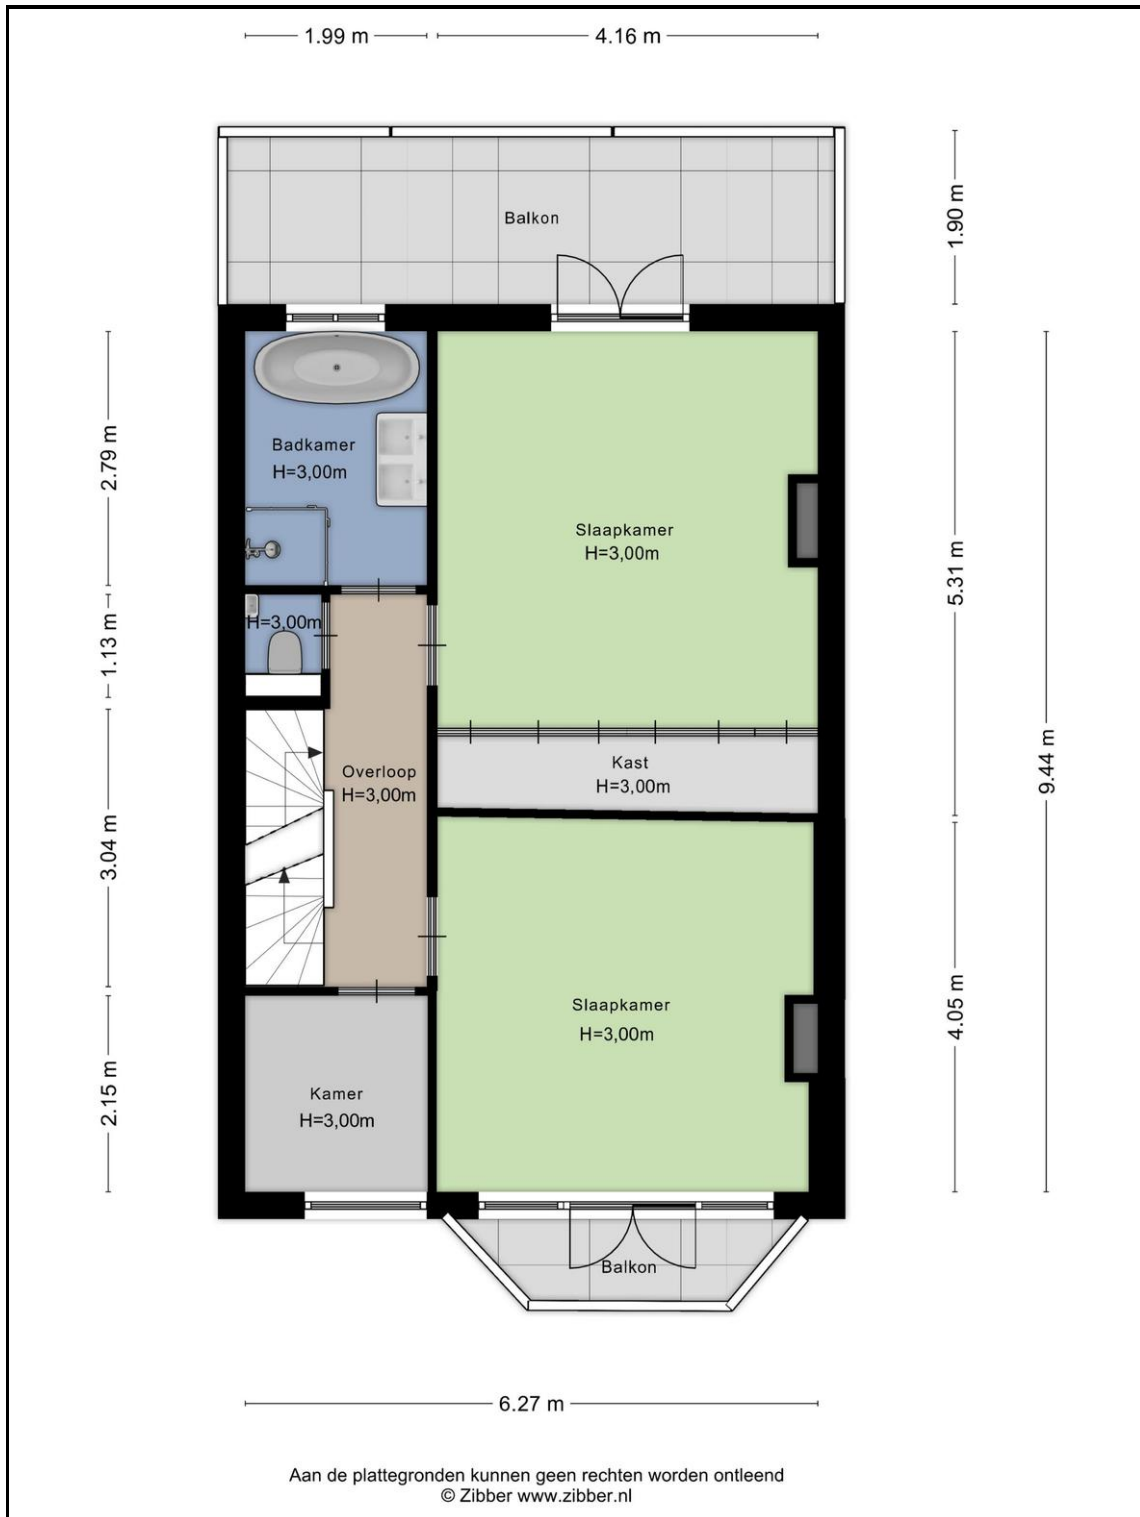 1.99 m
4.16 m
Balkon
1.90 m
Badkamer
H=3,00m
2.79 m
Slaapkamer
H=3,00m
5.31 m
H=3,00m
1.13 m
Overloop
H=3,00m
Kast
H=3,00m
9.44 m
3.04 m
Slaapkamer
H=3,00m
4.05 m
Kamer
H=3,00m
2.15 m
Balkon
6.27 m
Aan de plattegronden kunnen geen rechten worden ontleend
© Zibber www.zibber.nl